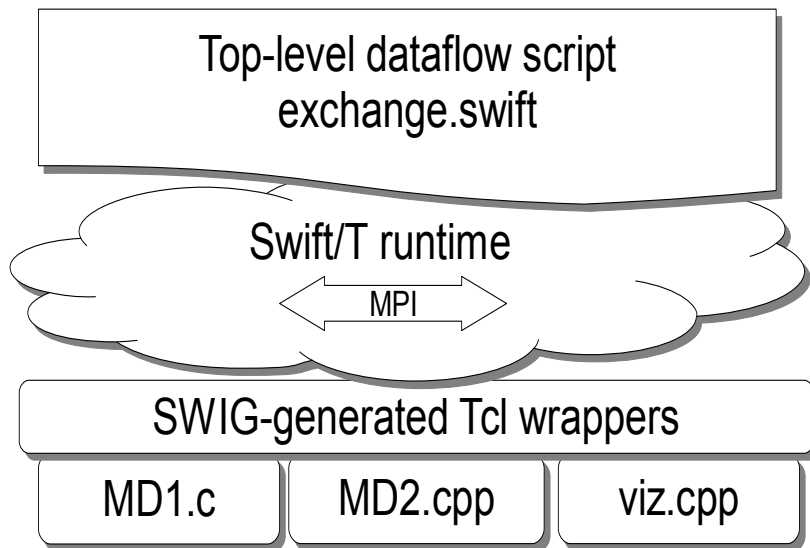 Top-level dataflow script
exchange.swift
Swift/T runtime
MPI
SWIG-generated Tcl wrappers
MD1.c
MD2.cpp
viz.cpp